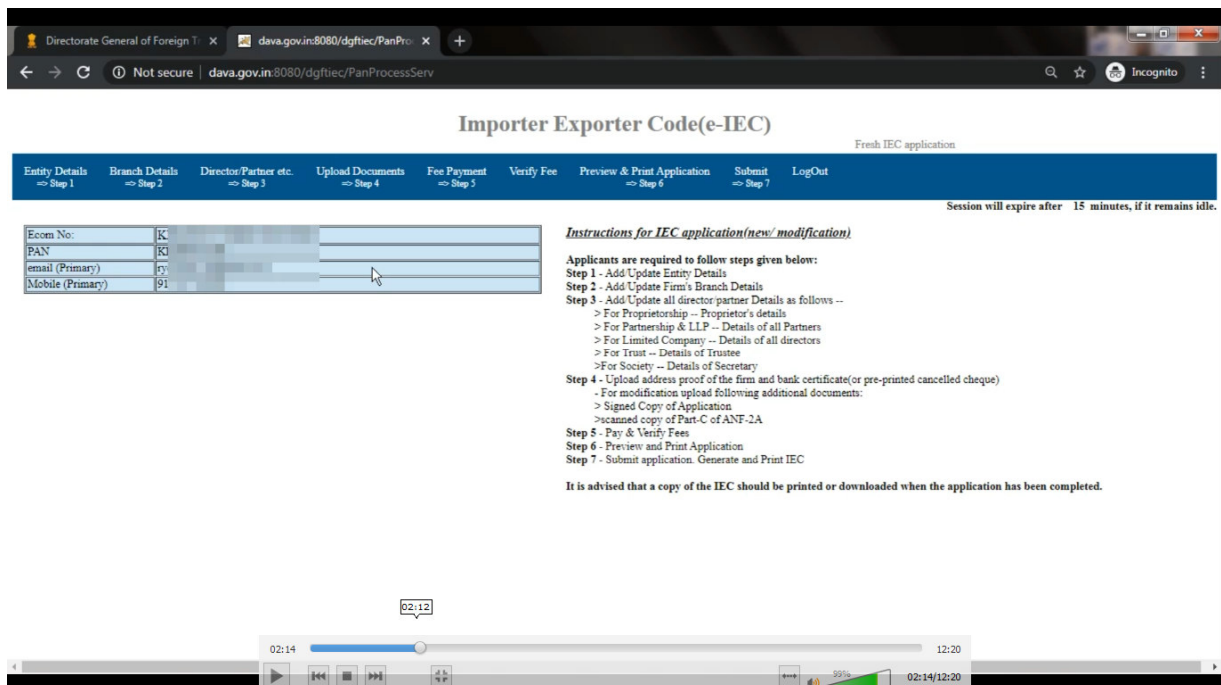 Directorate General of Foreign Tr
dava.gov.in:8080/dgftiec/PanPro
Not secure | dava.gov.in:8080/dgftiec/PanProcessServ
Incognito
Importer Exporter Code(e-IEC)
Fresh IEC application
Entity Details Branch Details Director/Partner etc. Upload Documents Fee Payment Verify Fee Preview & Print Application Submit LogOut
=> Step 1 => Step 2 => Step 3 => Step 4 => Step 5 => Step 6 => Step 7
Session will expire after 15 minutes, if it remains idle.
Ecom No: K
PAN K
email (Primary) ry
Mobile (Primary) 91
Instructions for IEC application(new/ modification)
Applicants are required to follow steps given below:
Step 1 - Add/Update Entity Details
Step 2 - Add/Update Firm's Branch Details
Step 3 - Add/Update all director/partner Details as follows --
> For Proprietorship -- Proprietor's details
> For Partnership & LLP -- Details of all Partners
> For Limited Company -- Details of all directors
> For Trust -- Details of Trustee
>For Society -- Details of Secretary
Step 4 - Upload address proof of the firm and bank certificate(or pre-printed cancelled cheque)
- For modification upload following additional documents:
> Signed Copy of Application
>scanned copy of Part-C of ANF-2A
Step 5 - Pay & Verify Fees
Step 6 - Preview and Print Application
Step 7 - Submit application. Generate and Print IEC
It is advised that a copy of the IEC should be printed or downloaded when the application has been completed.
02:12
02:14 12:20
99% 02:14/12:20